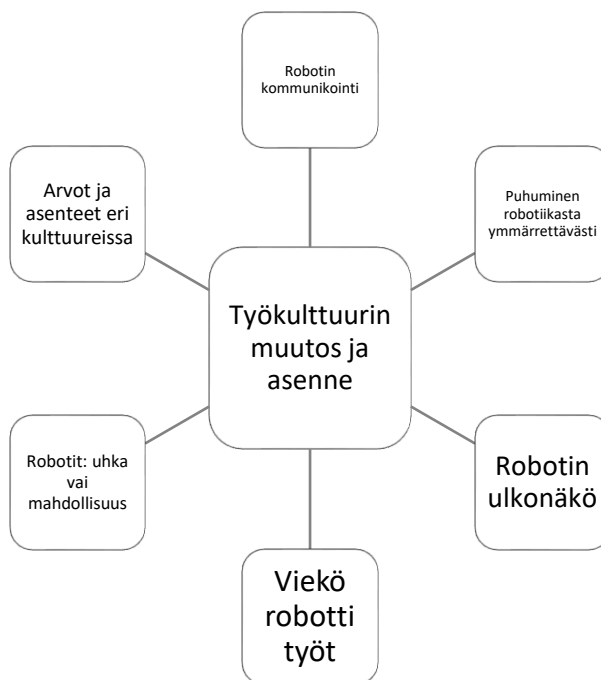 Robotin
kommunikointi
Arvot ja
asenteet eri
kulttuureissa
Puhuminen
robotiikasta
ymmärrettävästi
Työkulttuurin
muutos ja
asenne
Robotit: uhka
vai
mahdollisuus
Robotin
ulkonäkö
Viekö
robotti
työt